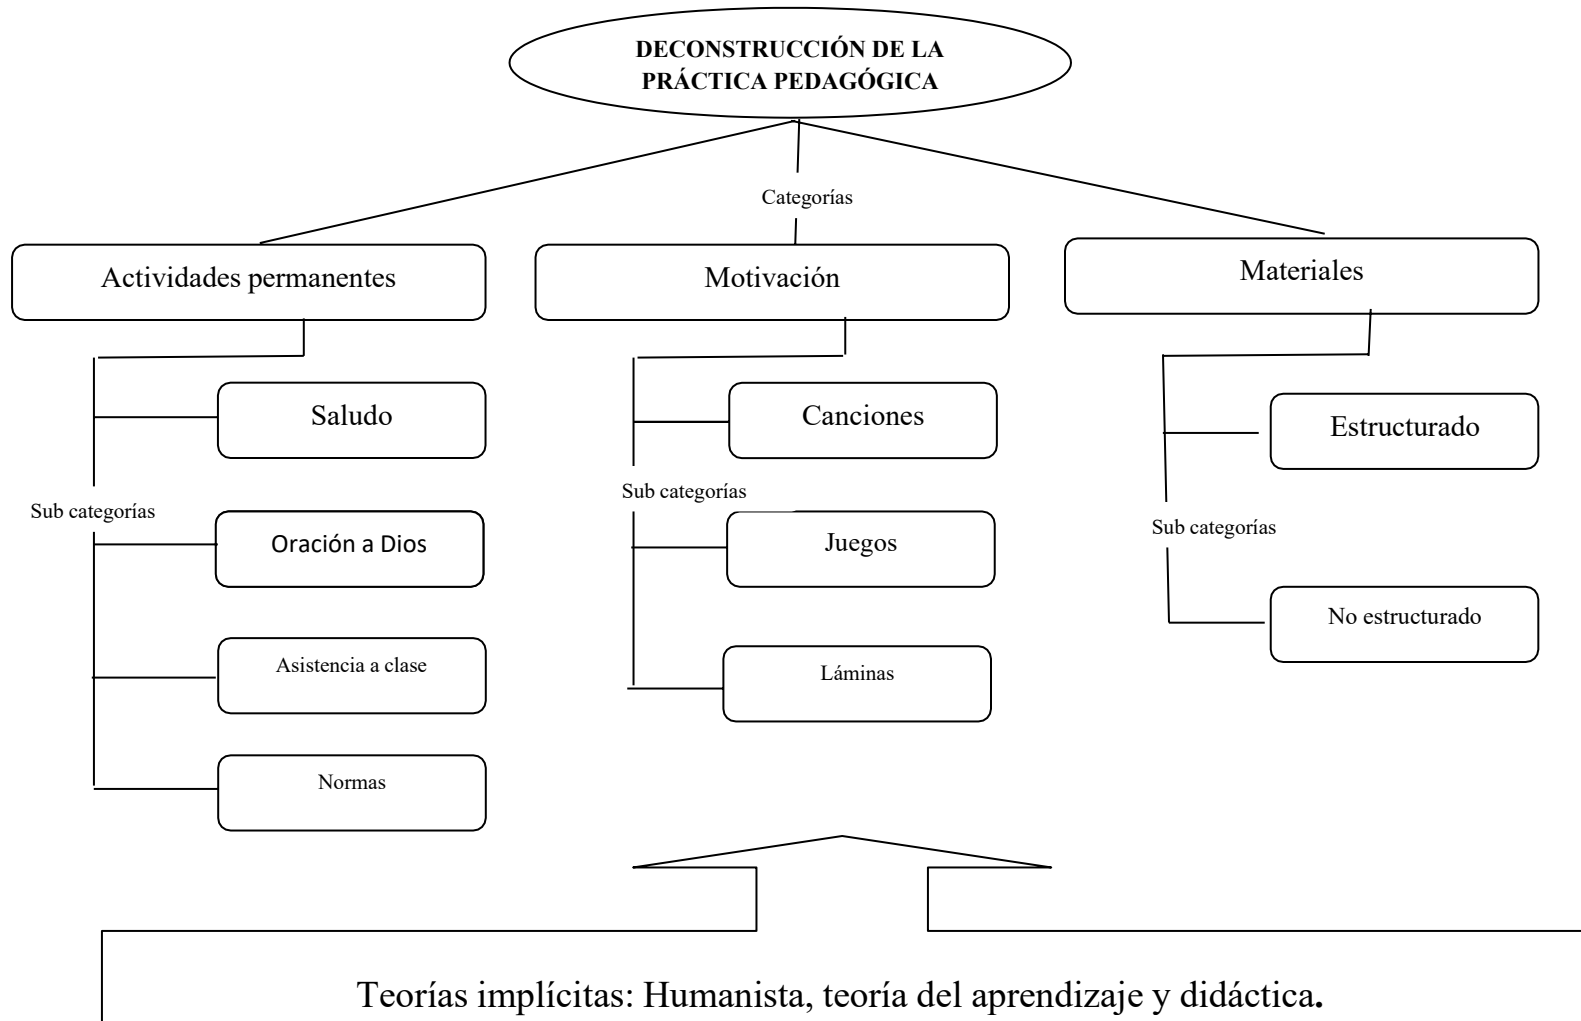 DECONSTRUCCIÓN DE LA
PRÁCTICA PEDAGÓGICA
Categorías
Actividades permanentes
Motivación
Materiales
Saludo
Canciones
Estructurado
Sub categorías
Sub categorías
Sub categorías
Oración a Dios
Juegos
No estructurado
Asistencia a clase
Láminas
Normas
Teorías implícitas: Humanista, teoría del aprendizaje y didáctica.